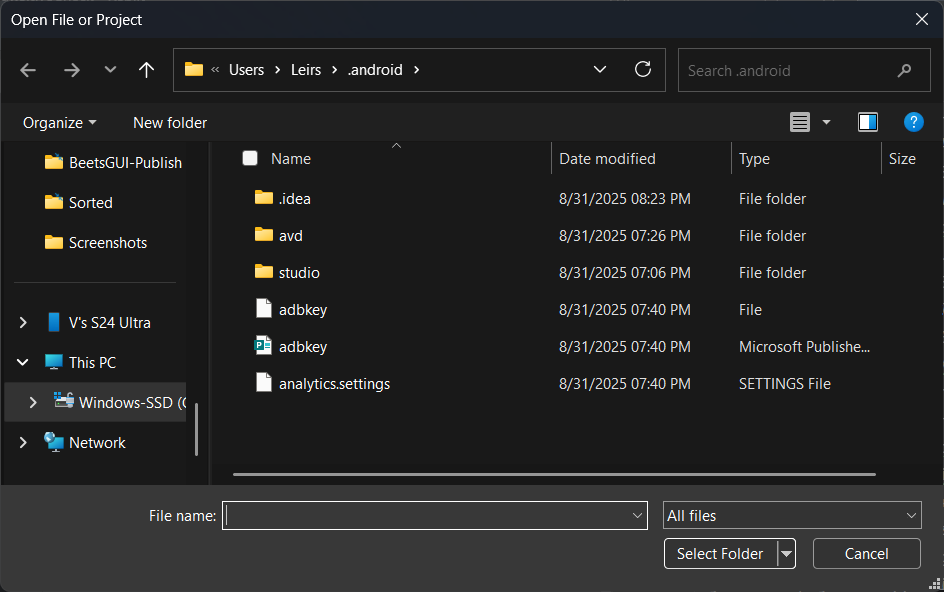 Open File or Project
« Users > Leirs > .android >
Search .android
Organize
New folder
Name Date modified Type Size
BeetsGUI-Publish
Sorted
Screenshots
V's S24 Ultra
This PC
Windows-SSD (
Network
.idea 8/31/2025 08:23 PM File folder
avd 8/31/2025 07:26 PM File folder
studio 8/31/2025 07:06 PM File folder
adbkey 8/31/2025 07:40 PM File
adbkey 8/31/2025 07:40 PM Microsoft Publishe...
analytics.settings 8/31/2025 07:40 PM SETTINGS File
File name:
All files
Select Folder
Cancel